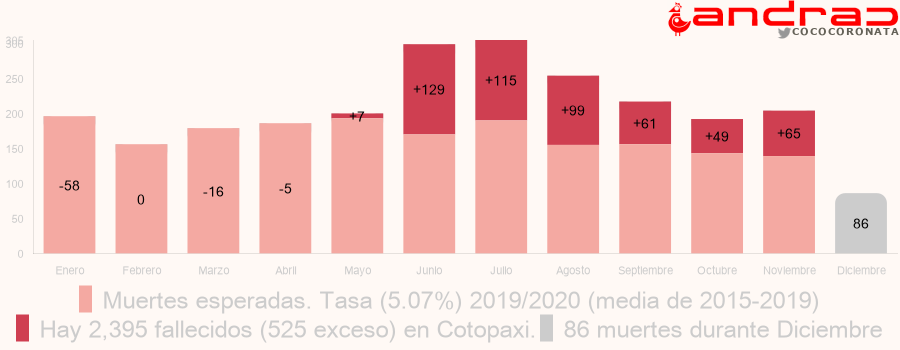 andrac
COCOCORONATA
305
300
250
200
150
100
50
0
-58
0
-16
-5
+7
+129
+115
+99
+61
+49
+65
86
Enero
Febrero
Marzo
Abril
Mayo
Junio
Julio
Agosto
Septiembre
Octubre
Noviembre
Diciembre
Muertes esperadas. Tasa (5.07%) 2019/2020 (media de 2015-2019)
Hay 2,395 fallecidos (525 exceso) en Cotopaxi. 86 muertes durante Diciembre